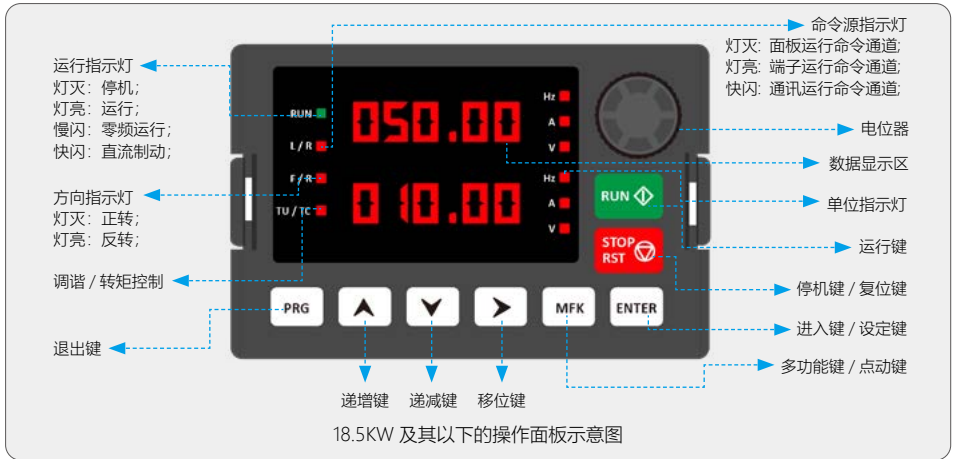 命令源指示灯
灯灭: 面板运行命令通道;
灯亮: 端子运行命令通道;
快闪: 通讯运行命令通道;
运行指示灯
灯灭: 停机;
灯亮: 运行;
慢闪: 零频运行;
快闪: 直流制动;
方向指示灯
灯灭: 正转;
灯亮: 反转;
调谐 / 转矩控制
退出键
RUN
L / R
F / R
TU / TC
050.00
010.00
Hz
A
V
Hz
A
V
RUN
STOP
RST
PRG
MFK
ENTER
电位器
数据显示区
单位指示灯
运行键
停机键 / 复位键
进入键 / 设定键
多功能键 / 点动键
递增键
递减键
移位键
18.5KW 及其以下的操作面板示意图